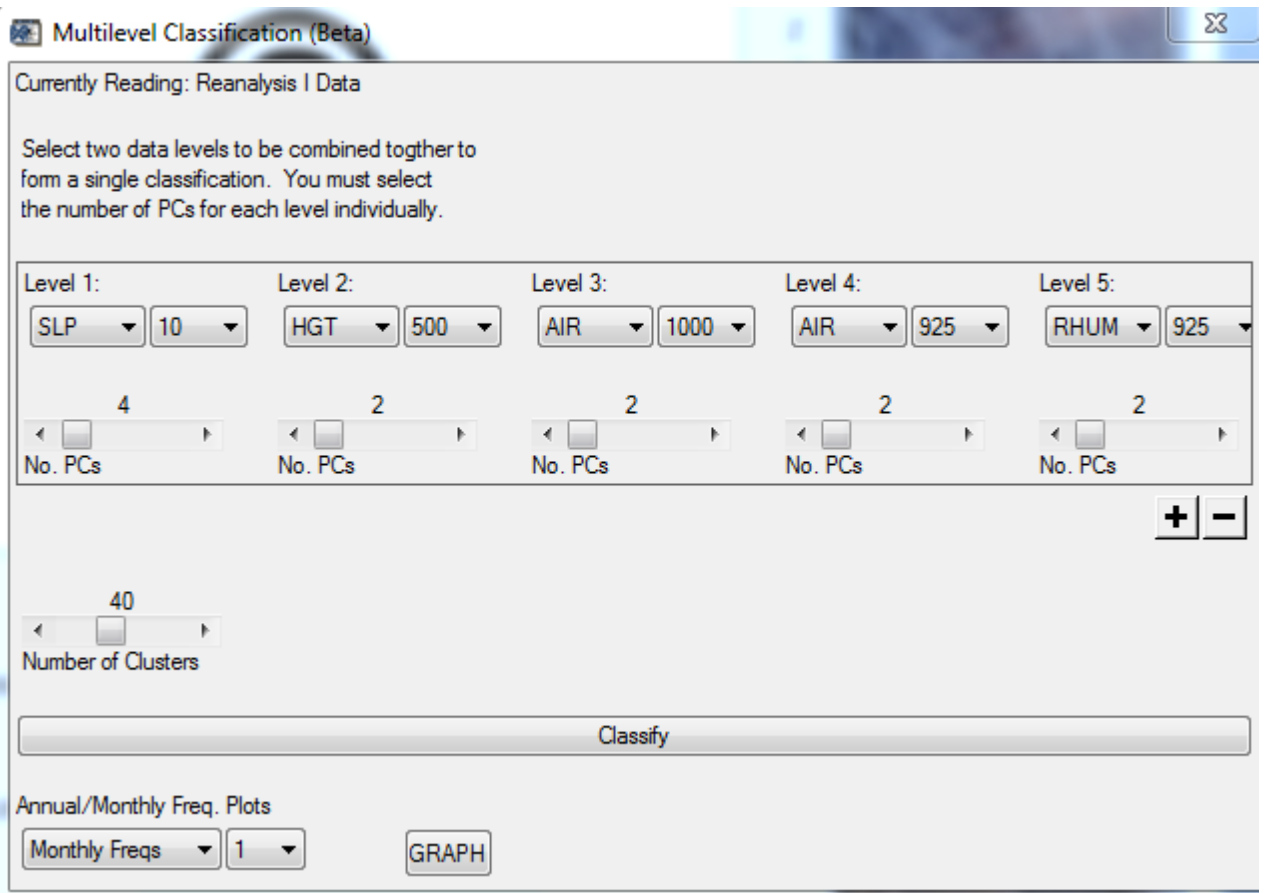 Multilevel Classification (Beta)
Currently Reading: Reanalysis I Data
Select two data levels to be combined togther to
form a single classification. You must select
the number of PCs for each level individually.
Level 1: Level 2: Level 3: Level 4: Level 5:
SLP 10 HGT 500 AIR 1000 AIR 925 RHUM 925
4 2 2 2 2
No. PCs No. PCs No. PCs No. PCs No. PCs
+ −
40
Number of Clusters
Classify
Annual/Monthly Freq. Plots
Monthly Freqs 1 GRAPH